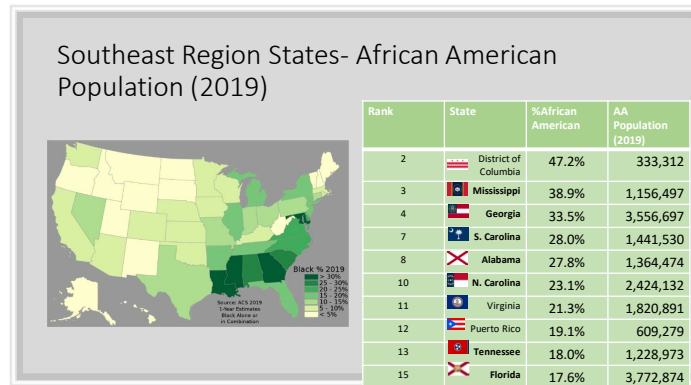 Southeast Region States- African American
Population (2019)
Rank State %African American AA Population (2019)
2 District of Columbia 47.2% 333,312
3 Mississippi 38.9% 1,156,497
4 Georgia 33.5% 3,556,697
7 S. Carolina 28.0% 1,441,530
8 Alabama 27.8% 1,364,474
10 N. Carolina 23.1% 2,424,132
11 Virginia 21.3% 1,820,891
12 Puerto Rico 19.1% 609,279
13 Tennessee 18.0% 1,228,973
15 Florida 17.6% 3,772,874
Black % 2019
> 30%
25 - 30%
20 - 25%
15 - 20%
10 - 15%
5 - 10%
< 5%
Source: ACS 2019
1-Year Estimates
Black Alone or
in Combination